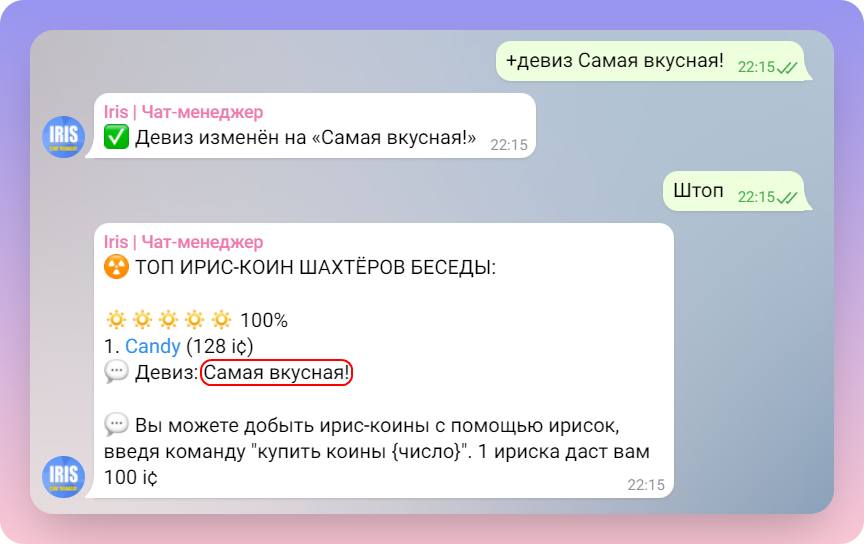 +девиз Самая вкусная! 22:15
IRIS
Iris | Чат-менеджер
Девиз изменён на «Самая вкусная!» 22:15
Штоп 22:15
Iris | Чат-менеджер
ТОП ИРИС-КОИН ШАХТЁРОВ БЕСЕДЫ:
100%
1. Candy (128 i¢)
Девиз: Самая вкусная!
Вы можете добыть ирис-коины с помощью ирисок,
введя команду "купить коины {число}". 1 ириска даст вам
100 i¢
22:15
IRIS